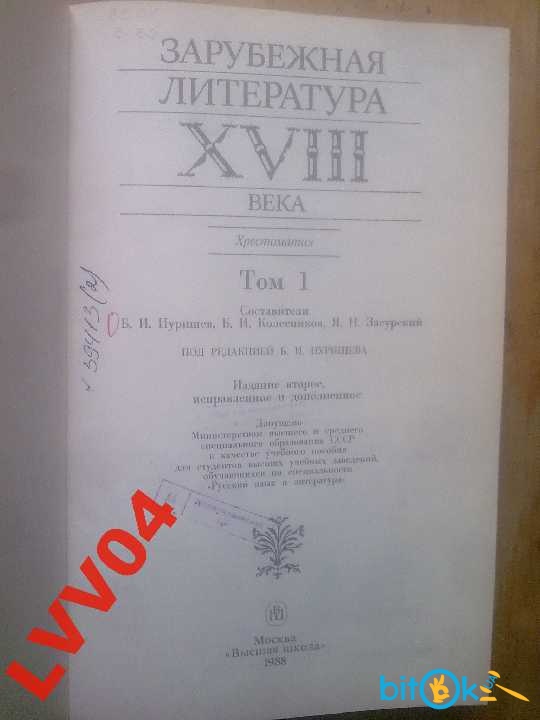 ЗАРУБЕЖНАЯ
ЛИТЕРАТУРА
XVIII
ВЕКА
Хрестоматия
Том 1
Составители
Б. И. Пуришев, Б. И. Колесников, Я. Н. Засурский
ПОД РЕДАКЦИЕЙ Б. И. ПУРИШЕВА
Издание второе,
исправленное и дополненное
Допущено
Министерством высшего и среднего
специального образования СССР
в качестве учебного пособия
для студентов высших учебных заведений,
обучающихся по специальности
«Русский язык и литература»
Москва
«Высшая школа»
1988
39413(2)
LVV04
bitok